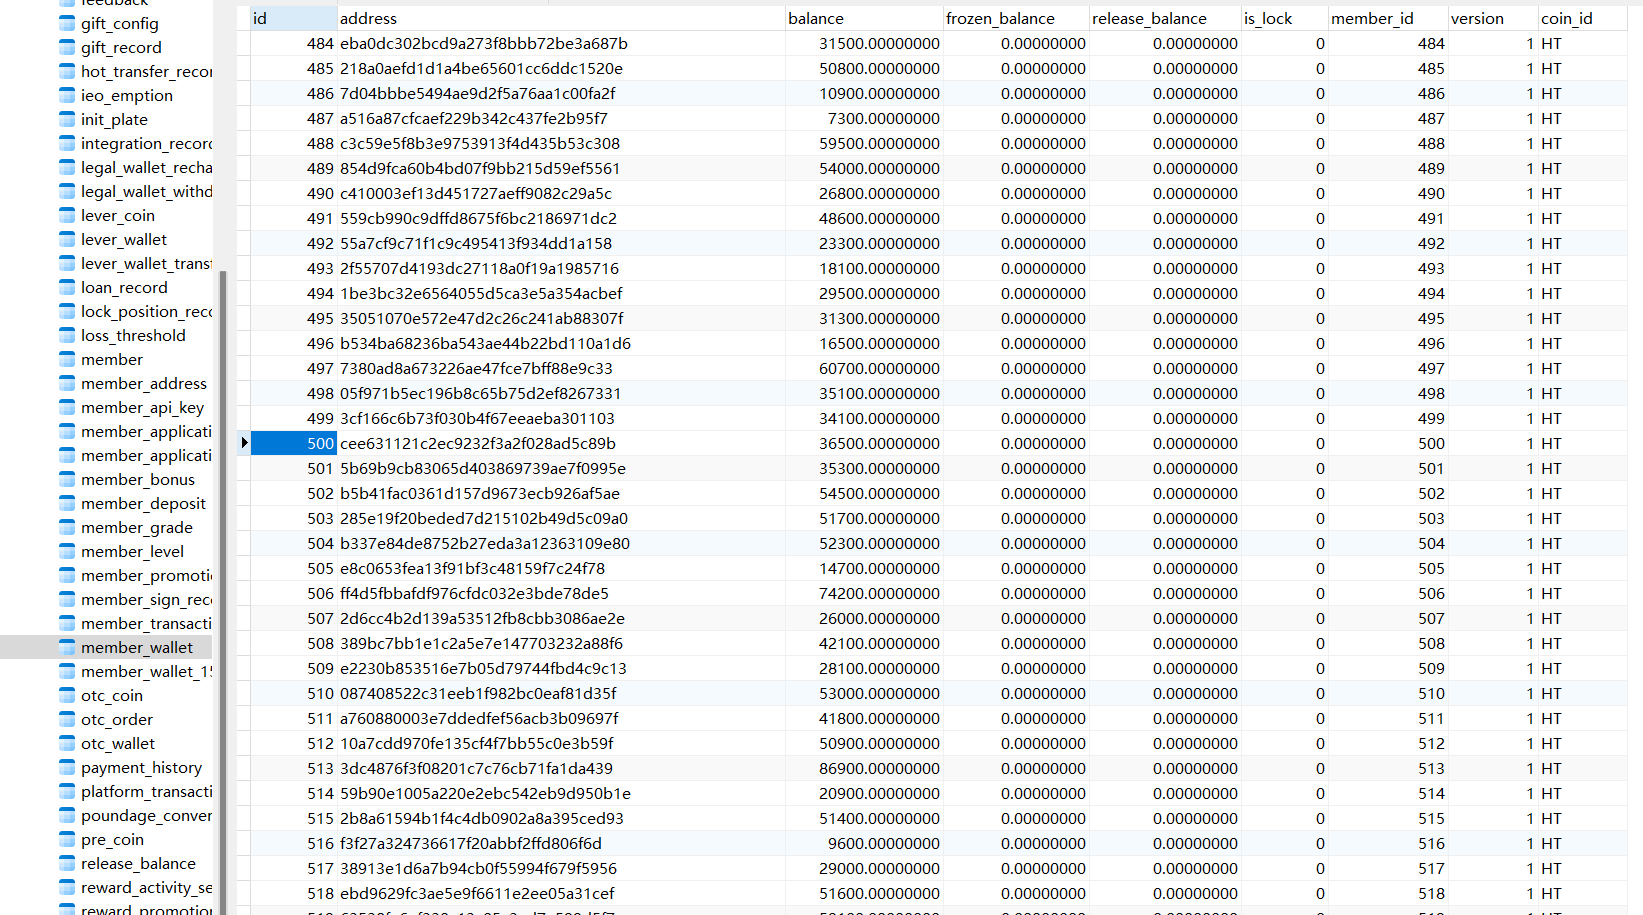 feedback
gift_config
gift_record
hot_transfer_recor
ieo_emption
init_plate
integration_record
legal_wallet_recha
legal_wallet_withd
lever_coin
lever_wallet
lever_wallet_transf
loan_record
lock_position_reco
loss_threshold
member
member_address
member_api_key
member_applicati
member_applicati
member_bonus
member_deposit
member_grade
member_level
member_promotio
member_sign_reco
member_transacti
member_wallet
member_wallet_15
otc_coin
otc_order
otc_wallet
payment_history
platform_transacti
poundage_conver
pre_coin
release_balance
reward_activity_se
reward_promotion
id address balance frozen_balance release_balance is_lock member_id version coin_id
484 eba0dc302bcd9a273f8bbb72be3a687b 31500.00000000 0.00000000 0.00000000 0 484 1 HT
485 218a0aefd1d1a4be65601cc6ddc1520e 50800.00000000 0.00000000 0.00000000 0 485 1 HT
486 7d04bbbe5494ae9d2f5a76aa1c00fa2f 10900.00000000 0.00000000 0.00000000 0 486 1 HT
487 a516a87cfcaef229b342c437fe2b95f7 7300.00000000 0.00000000 0.00000000 0 487 1 HT
488 c3c59e5f8b3e9753913f4d435b53c308 59500.00000000 0.00000000 0.00000000 0 488 1 HT
489 854d9fca60b4bd07f9bb215d59ef5561 54000.00000000 0.00000000 0.00000000 0 489 1 HT
490 c410003ef13d451727aeff9082c29a5c 26800.00000000 0.00000000 0.00000000 0 490 1 HT
491 559cb990c9dffd8675f6bc2186971dc2 48600.00000000 0.00000000 0.00000000 0 491 1 HT
492 55a7cf9c71f1c9c495413f934dd1a158 23300.00000000 0.00000000 0.00000000 0 492 1 HT
493 2f55707d4193dc27118a0f19a1985716 18100.00000000 0.00000000 0.00000000 0 493 1 HT
494 1be3bc32e6564055d5ca3e5a354acbef 29500.00000000 0.00000000 0.00000000 0 494 1 HT
495 35051070e572e47d2c26c241ab88307f 31300.00000000 0.00000000 0.00000000 0 495 1 HT
496 b534ba68236ba543ae44b22bd110a1d6 16500.00000000 0.00000000 0.00000000 0 496 1 HT
497 7380ad8a673226ae47fce7bff88e9c33 60700.00000000 0.00000000 0.00000000 0 497 1 HT
498 05f971b5ec196b8c65b75d2ef8267331 35100.00000000 0.00000000 0.00000000 0 498 1 HT
499 3cf166c6b73f030b4f67eeaeba301103 34100.00000000 0.00000000 0.00000000 0 499 1 HT
500 cee631121c2ec9232f3a2f028ad5c89b 36500.00000000 0.00000000 0.00000000 0 500 1 HT
501 5b69b9cb83065d403869739ae7f0995e 35300.00000000 0.00000000 0.00000000 0 501 1 HT
502 b5b41fac0361d157d9673ecb926af5ae 54500.00000000 0.00000000 0.00000000 0 502 1 HT
503 285e19f20beded7d215102b49d5c09a0 51700.00000000 0.00000000 0.00000000 0 503 1 HT
504 b337e84de8752b27eda3a12363109e80 52300.00000000 0.00000000 0.00000000 0 504 1 HT
505 e8c0653fea13f91bf3c48159f7c24f78 14700.00000000 0.00000000 0.00000000 0 505 1 HT
506 ff4d5fbbafdf976cfdc032e3bde78de5 74200.00000000 0.00000000 0.00000000 0 506 1 HT
507 2d6cc4b2d139a53512fb8cbb3086ae2e 26000.00000000 0.00000000 0.00000000 0 507 1 HT
508 389bc7bb1e1c2a5e7e147703232a88f6 42100.00000000 0.00000000 0.00000000 0 508 1 HT
509 e2230b853516e7b05d79744fbd4c9c13 28100.00000000 0.00000000 0.00000000 0 509 1 HT
510 087408522c31eeb1f982bc0eaf81d35f 53000.00000000 0.00000000 0.00000000 0 510 1 HT
511 a760880003e7ddedfef56acb3b09697f 41800.00000000 0.00000000 0.00000000 0 511 1 HT
512 10a7cdd970fe135cf4f7bb55c0e3b59f 50900.00000000 0.00000000 0.00000000 0 512 1 HT
513 3dc4876f3f08201c7c76cb71fa1da439 86900.00000000 0.00000000 0.00000000 0 513 1 HT
514 59b90e1005a220e2ebc542eb9d950b1e 20900.00000000 0.00000000 0.00000000 0 514 1 HT
515 2b8a61594b1f4c4db0902a8a395ced93 51400.00000000 0.00000000 0.00000000 0 515 1 HT
516 f3f27a324736617f20abbf2ffd806f6d 9600.00000000 0.00000000 0.00000000 0 516 1 HT
517 38913e1d6a7b94cb0f55994f679f5956 29000.00000000 0.00000000 0.00000000 0 517 1 HT
518 ebd9629fc3ae5e9f6611e2ee05a31cef 51600.00000000 0.00000000 0.00000000 0 518 1 HT